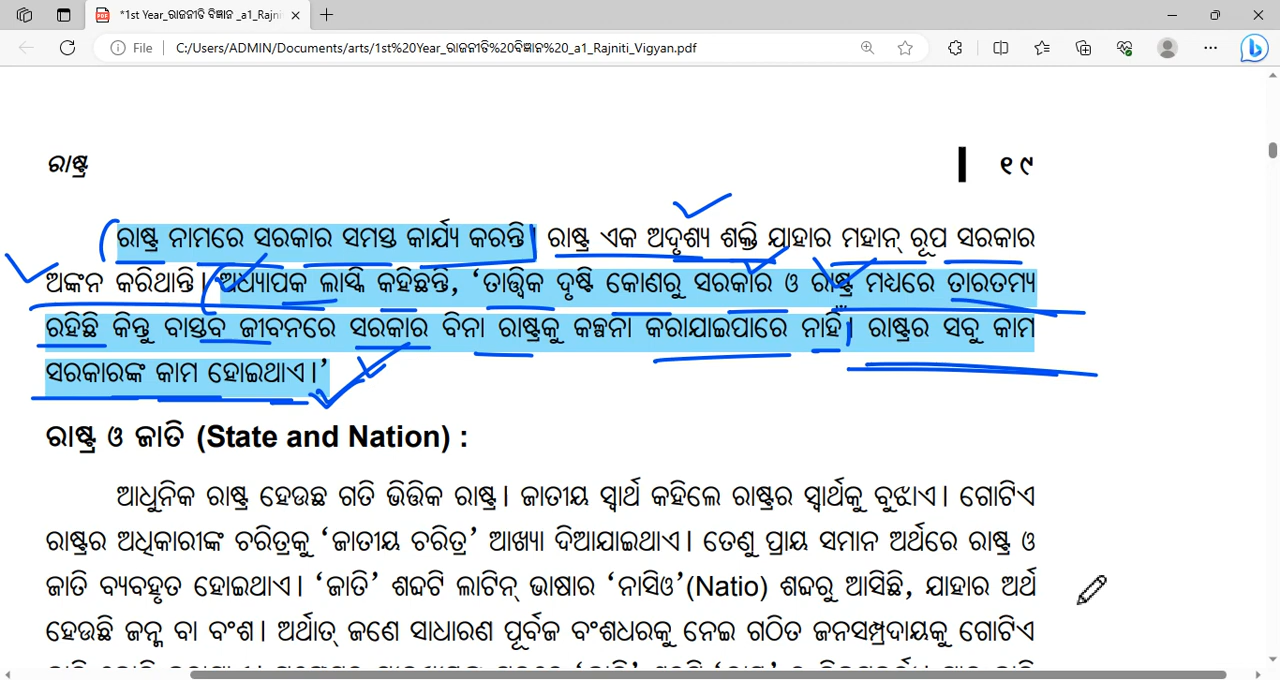 *1st Year_ରାଜନୀତି ବିଜ୍ଞାନ _a1_Rajni
File C:/Users/ADMIN/Documents/arts/1st%20Year_ରାଜନୀତି%20ବିଜ୍ଞାନ%20_a1_Rajniti_Vigyan.pdf
ରାଷ୍ଟ୍ର ୧୯
ରାଷ୍ଟ୍ର ନାମରେ ସରକାର ସମସ୍ତ କାର୍ଯ୍ୟ କରନ୍ତି। ରାଷ୍ଟ୍ର ଏକ ଅଦୃଶ୍ୟ ଶକ୍ତି ଯାହାର ମହାନ୍ ରୂପ ସରକାର
ଅଙ୍କନ କରିଥାନ୍ତି। ଅଧ୍ୟାପକ ଲାସ୍କି କହିଛନ୍ତି, ‘ତାତ୍ତ୍ୱିକ ଦୃଷ୍ଟି କୋଣରୁ ସରକାର ଓ ରାଷ୍ଟ୍ର ମଧ୍ୟରେ ତାରତମ୍ୟ
ରହିଛି କିନ୍ତୁ ବାସ୍ତବ ଜୀବନରେ ସରକାର ବିନା ରାଷ୍ଟ୍ରକୁ କଳ୍ପନା କରାଯାଇପାରେ ନାହିଁ। ରାଷ୍ଟ୍ରର ସବୁ କାମ
ସରକାରଙ୍କ କାମ ହୋଇଥାଏ।’
ରାଷ୍ଟ୍ର ଓ ଜାତି (State and Nation) :
ଆଧୁନିକ ରାଷ୍ଟ୍ର ହେଉଛ ଗତି ଭିତ୍ତିକ ରାଷ୍ଟ୍ର। ଜାତୀୟ ସ୍ୱାର୍ଥ କହିଲେ ରାଷ୍ଟ୍ରର ସ୍ୱାର୍ଥକୁ ବୁଝାଏ। ଗୋଟିଏ
ରାଷ୍ଟ୍ରର ଅଧିକାରୀଙ୍କ ଚରିତ୍ରକୁ ‘ଜାତୀୟ ଚରିତ୍ର’ ଆଖ୍ୟା ଦିଆଯାଇଥାଏ। ତେଣୁ ପ୍ରାୟ ସମାନ ଅର୍ଥରେ ରାଷ୍ଟ୍ର ଓ
ଜାତି ବ୍ୟବହୃତ ହୋଇଥାଏ। ‘ଜାତି’ ଶବ୍ଦଟି ଲାଟିନ୍ ଭାଷାର ‘ନାସିଓ’(Natio) ଶବ୍ଦରୁ ଆସିଛି, ଯାହାର ଅର୍ଥ
ହେଉଛି ଜନ୍ମ ବା ବଂଶ। ଅର୍ଥାତ୍ ଜଣେ ସାଧାରଣ ପୂର୍ବଜ ବଂଶଧରକୁ ନେଇ ଗଠିତ ଜନସମ୍ପ୍ରଦାୟକୁ ଗୋଟିଏ